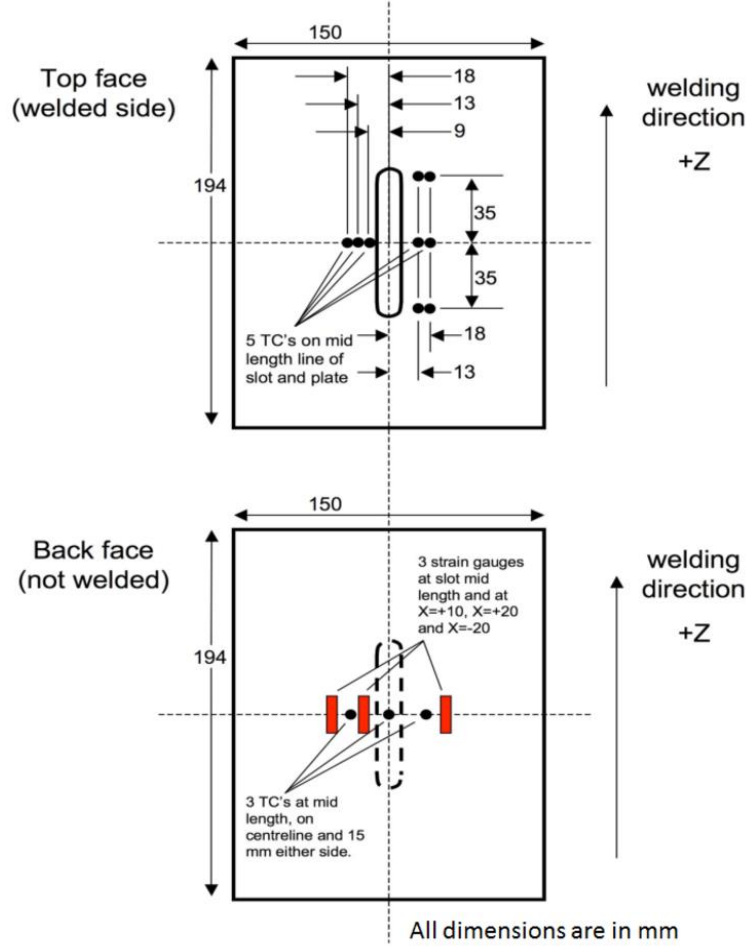 150
Top face
(welded side)
18
13
9
welding
direction
+Z
194
35
35
5 TC's on mid
length line of
slot and plate
18
13
150
Back face
(not welded)
3 strain gauges
at slot mid
length and at
X=+10, X=+20
and X=-20
welding
direction
+Z
194
3 TC's at mid
length, on
centreline and 15
mm either side.
All dimensions are in mm